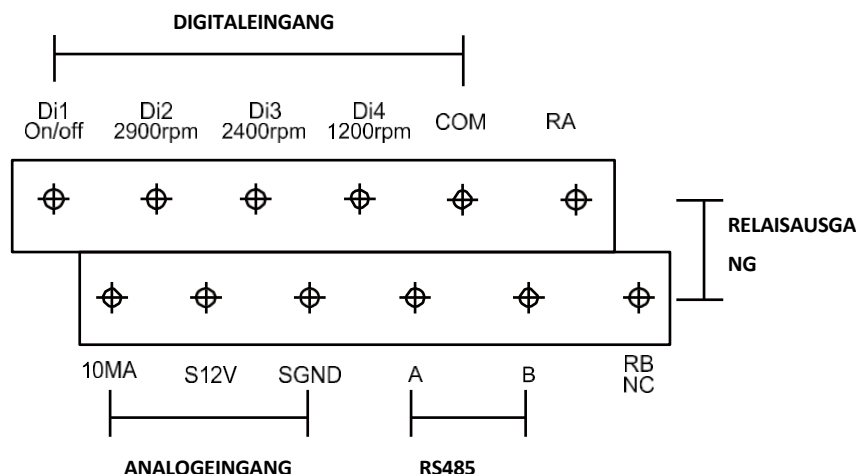 DIGITALEINGANG
Di1 Di2 Di3 Di4 COM RA
On/off 2900rpm 2400rpm 1200rpm
RELAISAUSGA
NG
10MA S12V SGND A B RB
NC
ANALOGEINGANG RS485